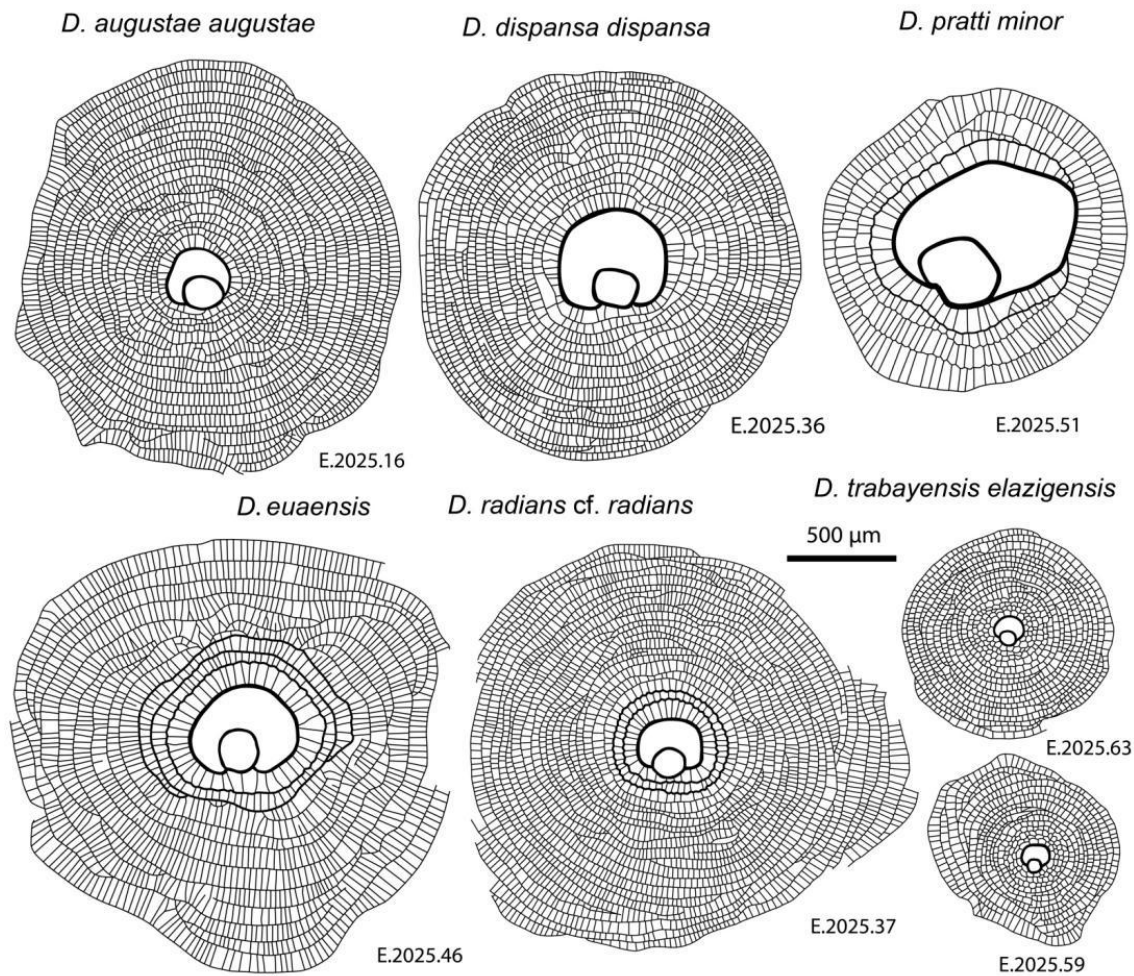 D. augustae augustae
D. dispansa dispansa
D. pratti minor
E.2025.16
E.2025.36
E.2025.51
D. euaensis
D. radians cf. radians
D. trabayensis elazigensis
500 µm
E.2025.63
E.2025.46
E.2025.37
E.2025.59